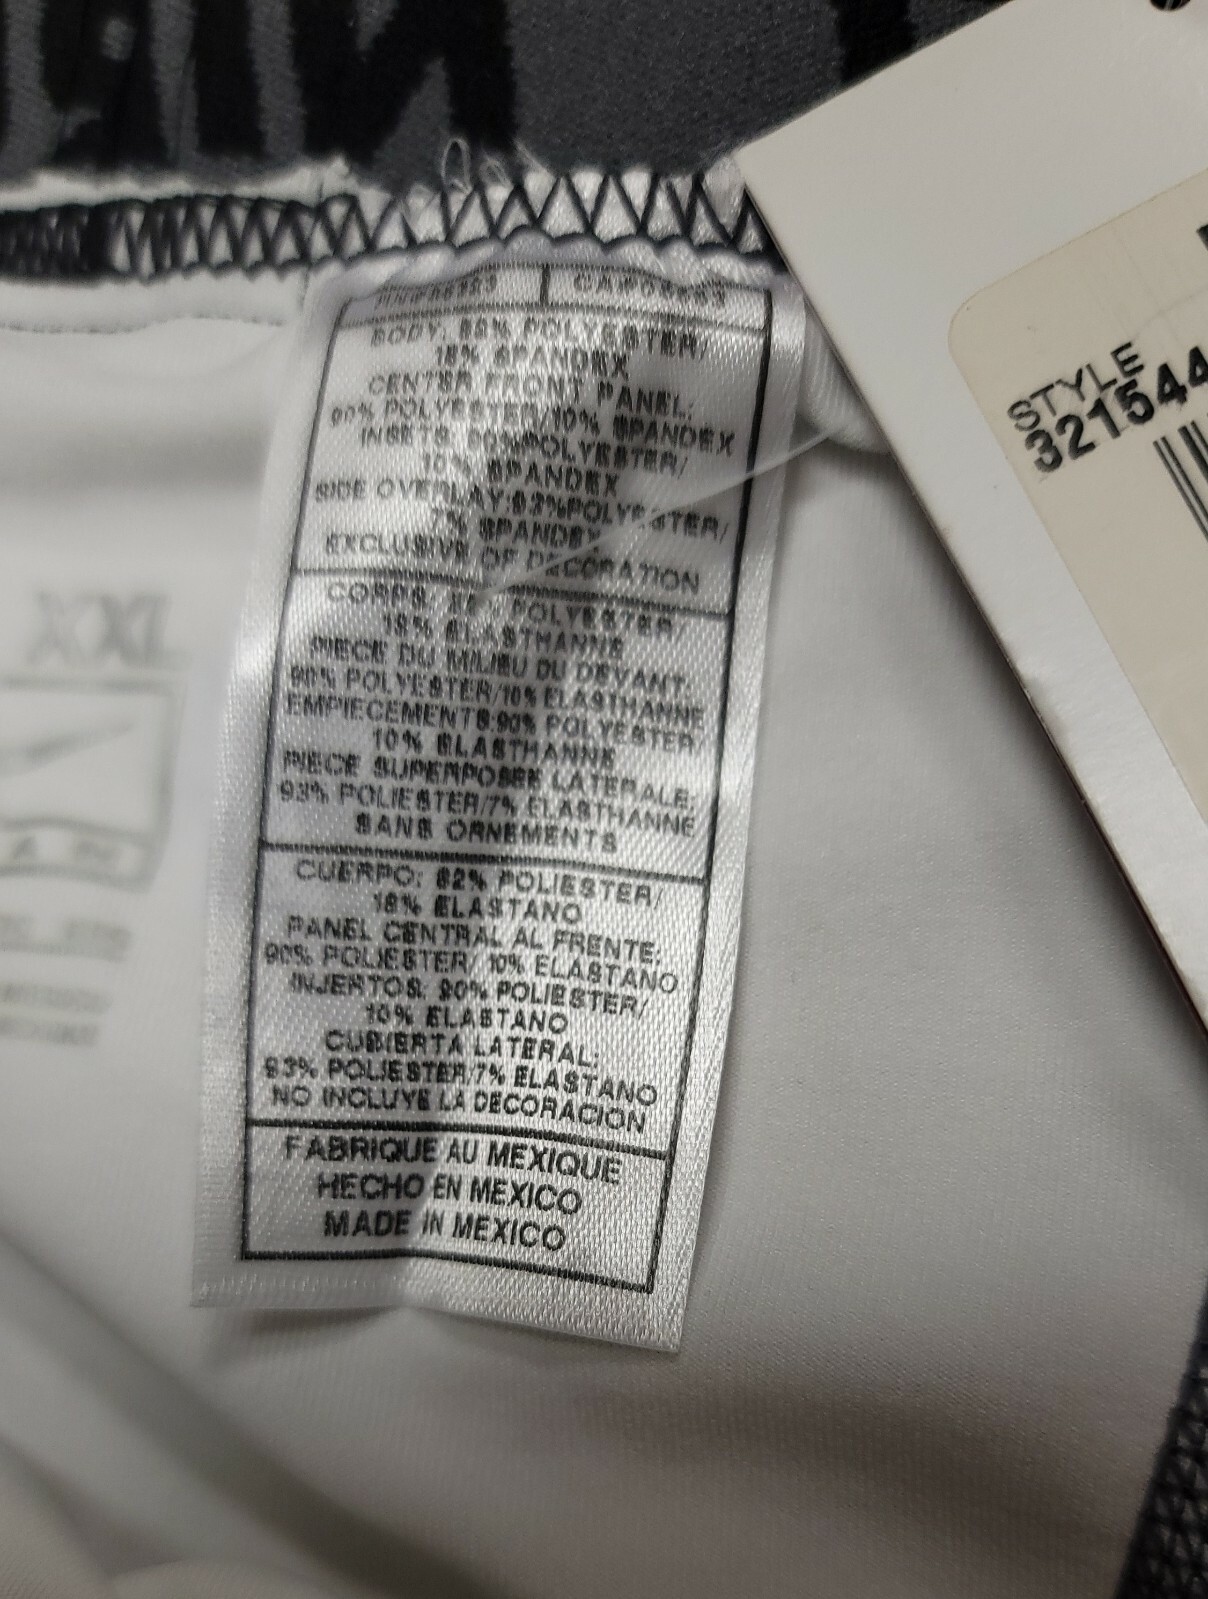 BODY: 82% POLYESTER/
18% SPANDEX
CENTER FRONT PANEL:
90% POLYESTER/10% SPANDEX
INSETS: 90% POLYESTER/
10% SPANDEX
SIDE OVERLAY: 93% POLYESTER/
7% SPANDEX
EXCLUSIVE OF DECORATION
CORPS: 82% POLYESTER/
18% ELASTHANNE
PIECE DU MILIEU DU DEVANT:
90% POLYESTER/10% ELASTHANNE
EMPIECEMENTS:90% POLYESTER/
10% ELASTHANNE
PIECE SUPERPOSEE LATERALE:
93% POLIESTER/7% ELASTHANNE
SANS ORNEMENTS
CUERPO: 82% POLIESTER/
18% ELASTANO
PANEL CENTRAL AL FRENTE:
90% POLIESTER/ 10% ELASTANO
INJERTOS: 90% POLIESTER/
10% ELASTANO
CUBIERTA LATERAL:
93% POLIESTER/7% ELASTANO
NO INCLUYE LA DECORACION
FABRIQUE AU MEXIQUE
HECHO EN MEXICO
MADE IN MEXICO
XXL
STYLE
321544